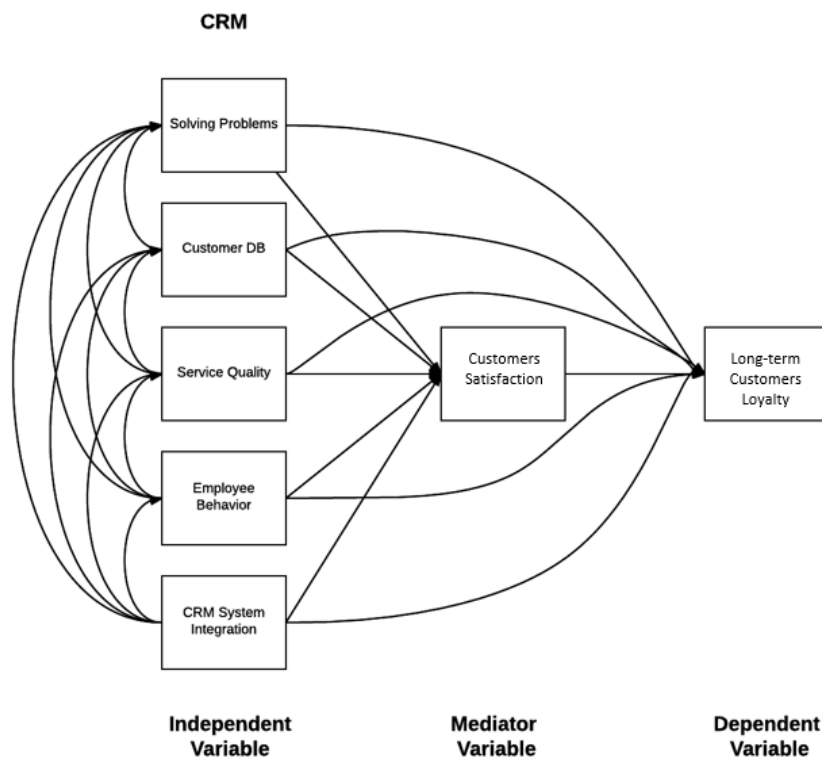 CRM
Solving Problems
Customer DB
Service Quality
Employee
Behavior
CRM System
Integration
Customers
Satisfaction
Long-term
Customers
Loyalty
Independent
Variable
Mediator
Variable
Dependent
Variable